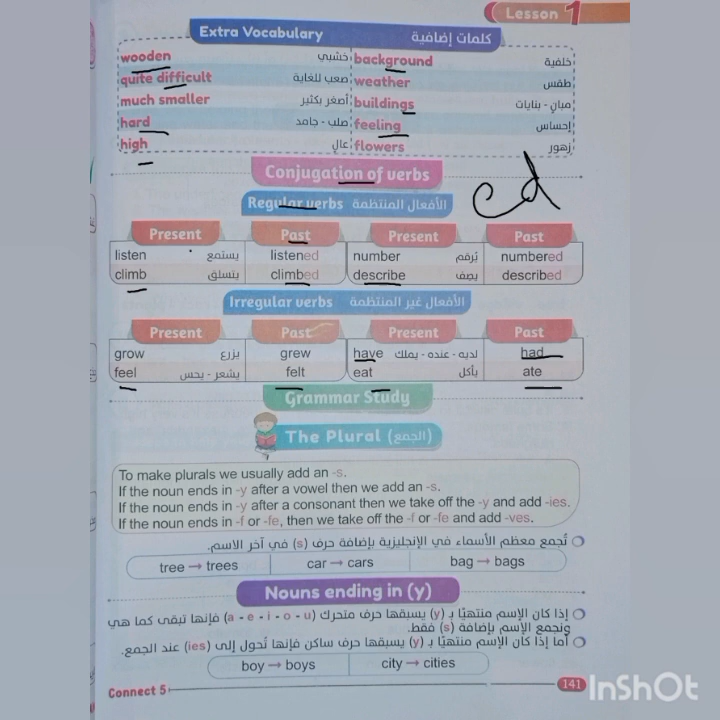 Lesson 1
Extra Vocabulary كلمات إضافية
wooden خشبي background خلفية
quite difficult صعب للغاية weather طقس
much smaller أصغر بكثير buildings مبانٍ - بنايات
hard صلب - جامد feeling إحساس
high عالٍ flowers زهور
Conjugation of verbs
ed
Regular verbs الأفعال المنتظمة
Present Past Present Past
listen يستمع listened number يُرقم numbered
climb يتسلق climbed describe يصف described
Irregular verbs الأفعال غير المنتظمة
Present Past Present Past
grow يزرع grew have لديه - عنده - يملك had
feel يشعر - يحس felt eat يأكل ate
Grammar Study
The Plural (الجمع)
To make plurals we usually add an -s.
If the noun ends in -y after a vowel then we add an -s.
If the noun ends in -y after a consonant then we take off the -y and add -ies.
If the noun ends in -f or -fe, then we take off the -f or -fe and add -ves.
تُجمع معظم الأسماء في الإنجليزية بإضافة حرف (s) في آخر الاسم.
tree → trees car → cars bag → bags
Nouns ending in (y)
إذا كان الإسم منتهيًا بـ (y) يسبقها حرف متحرك (a - e - i - o - u) فإنها تبقى كما هي
ونجمع الإسم بإضافة (s) فقط.
أما إذا كان الإسم منتهيًا بـ (y) يسبقها حرف ساكن فإنها تُحول إلى (ies) عند الجمع.
boy → boys city → cities
Connect 5 141
InShOt